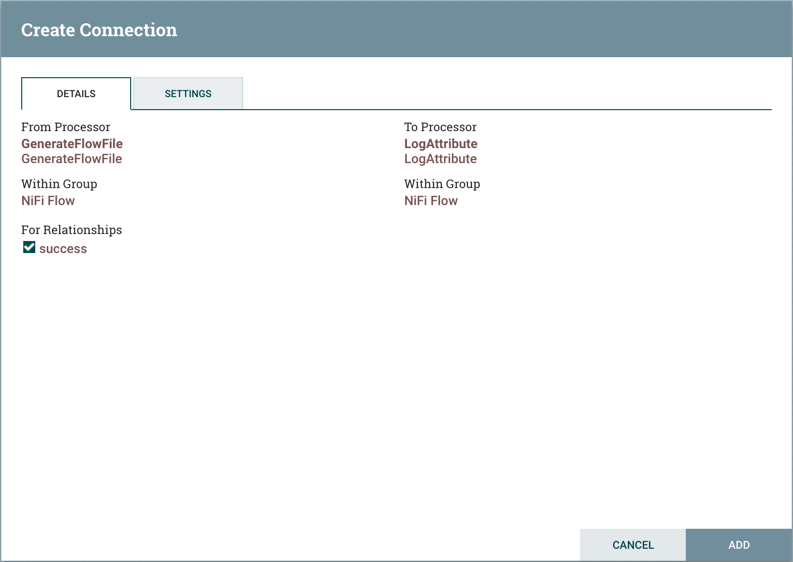 Create Connection
DETAILS
SETTINGS
From Processor
GenerateFlowFile
GenerateFlowFile
Within Group
NiFi Flow
For Relationships
success
To Processor
LogAttribute
LogAttribute
Within Group
NiFi Flow
CANCEL
ADD